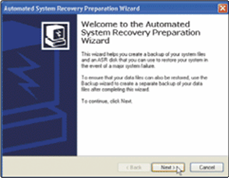 Automated System Recovery Preparation Wizard
Welcome to the Automated
System Recovery Preparation
Wizard
This wizard helps you create a backup of your system files
and an ASR disk that you can use to restore your system in
the event of a major system failure.
To ensure that your data files can also be restored, use the
Backup wizard to create a separate backup of your data
files after completing this wizard.
To continue, click Next.
< Back
Next >
Cancel